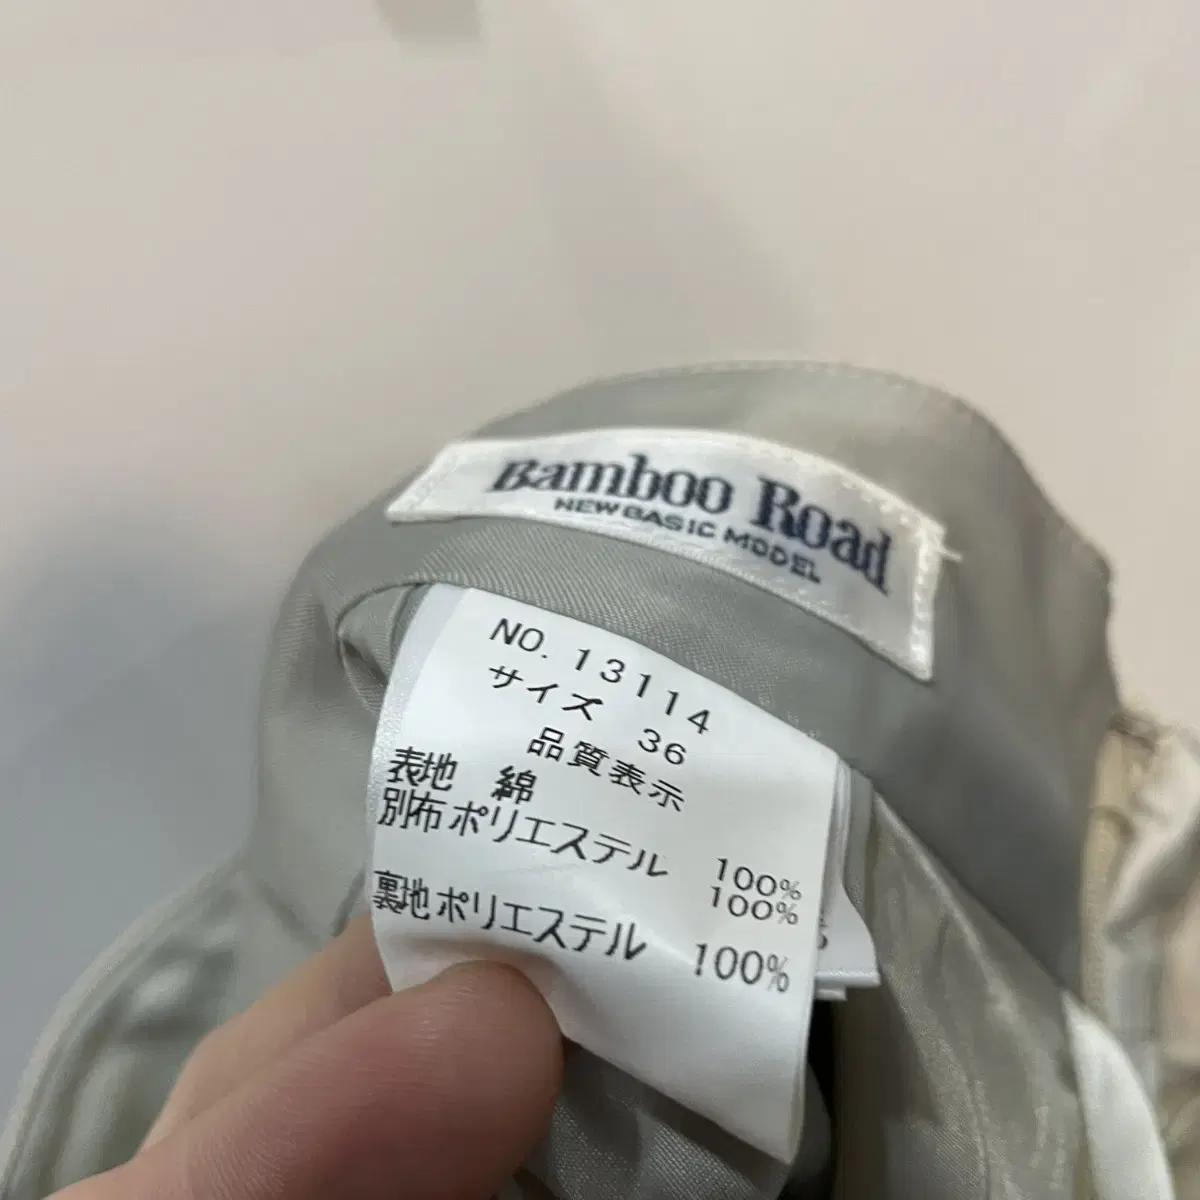 Bamboo Road
NEW BASIC MODEL
NO. 13114
サイズ 36
品質表示
表地 綿 100%
別布 ポリエステル 100%
裏地 ポリエステル 100%